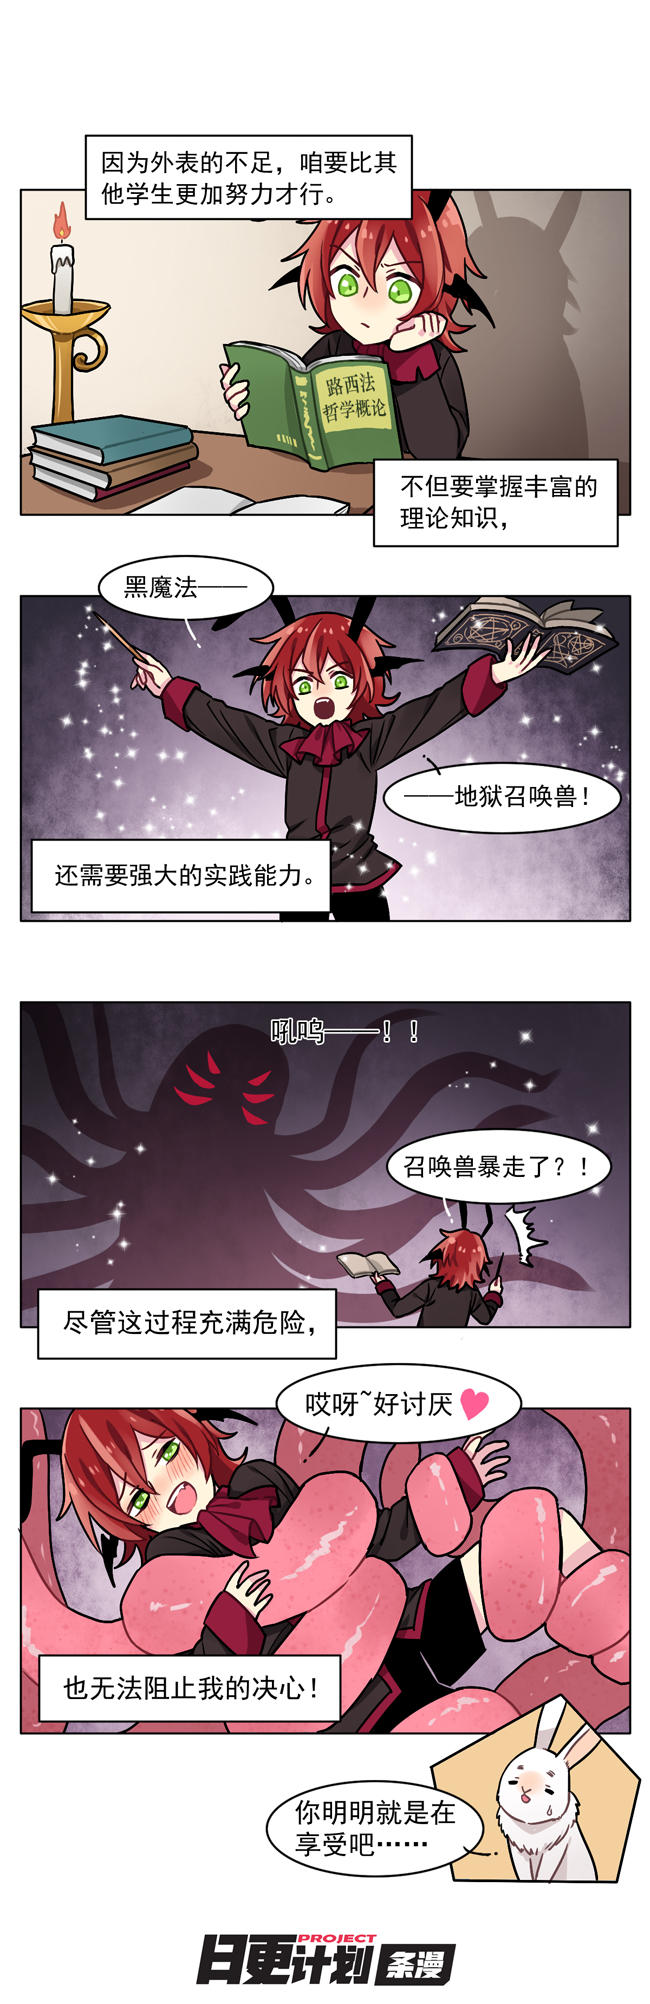 因为外表的不足，咱要比其
他学生更加努力才行。
路西法
哲学概论
不但要掌握丰富的
理论知识，
黑魔法——
——地狱召唤兽！
还需要强大的实践能力。
吼呜——！！
召唤兽暴走了？！
尽管这过程充满危险，
哎呀~好讨厌♥
也无法阻止我的决心！
你明明就是在
享受吧……
日更计划 PROJECT 条漫